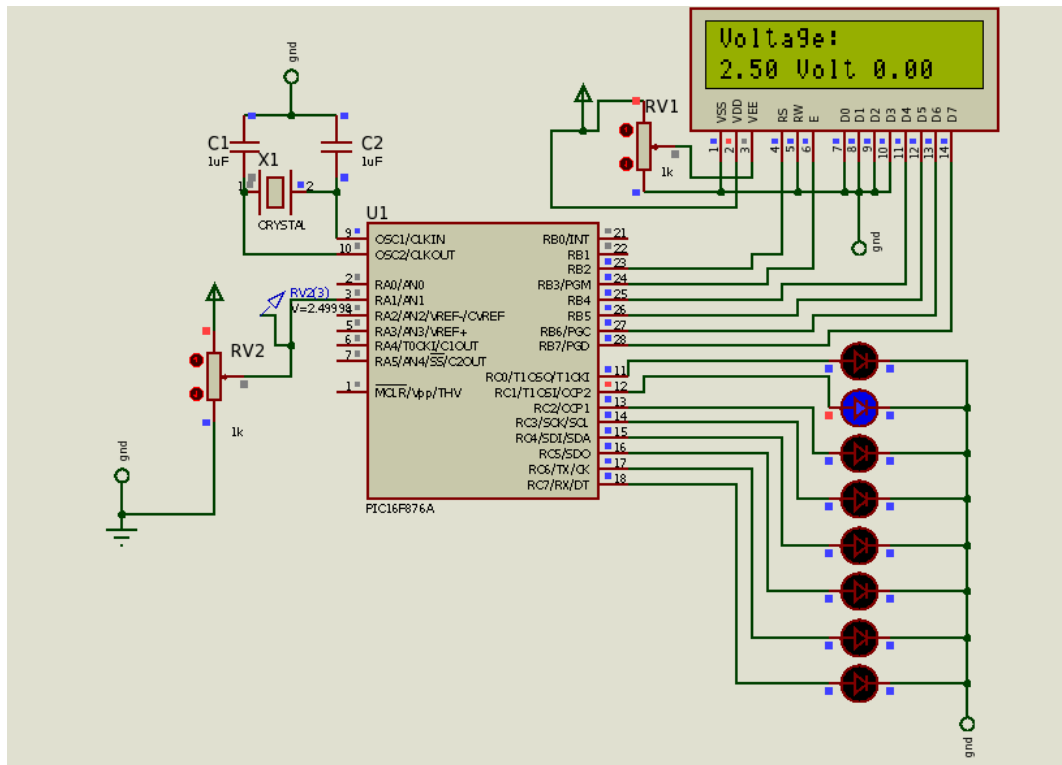 Voltage:
2.50 Volt 0.00
gnd
RV1
1k
VSS
VDD
VEE
RS
RW
E
D0
D1
D2
D3
D4
D5
D6
D7
1
2
3
4
5
6
7
8
9
10
11
12
13
14
gnd
C1
1uF
C2
1uF
X1
1
2
CRYSTAL
U1
9
OSC1/CLKIN
10
OSC2/CLKOUT
2
RA0/AN0
3
RA1/AN1
RA2/AN2/VREF-/CVREF
5
RA3/AN3/VREF+
6
RA4/T0CKI/C1OUT
7
RA5/AN4/SS/C2OUT
1
MCLR/Vpp/THV
RB0/INT
21
RB1
22
RB2
23
RB3/PGM
24
RB4
25
RB5
26
RB6/PGC
27
RB7/PGD
28
RC0/T1OSO/T1CKI
11
RC1/T1OSI/CCP2
12
RC2/CCP1
13
RC3/SCK/SCL
14
RC4/SDI/SDA
15
RC5/SDO
16
RC6/TX/CK
17
RC7/RX/DT
18
PIC16F876A
RV2(3)
V=2.4999
RV2
1k
gnd
gnd